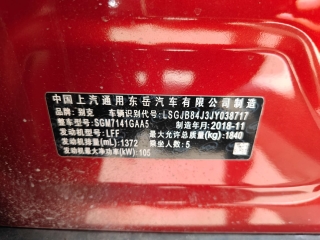 中国上汽通用东岳汽车有限公司制造
品牌：别克 车辆识别代号：LSGJB84J3JY038717
整车型号：SGM7141GAA5 制造年月：2018-11
发动机型号：LFF 最大允许总质量(kg)：1840
发动机排量(mL)：1372 乘坐人数：5
发动机最大净功率(kW)：105